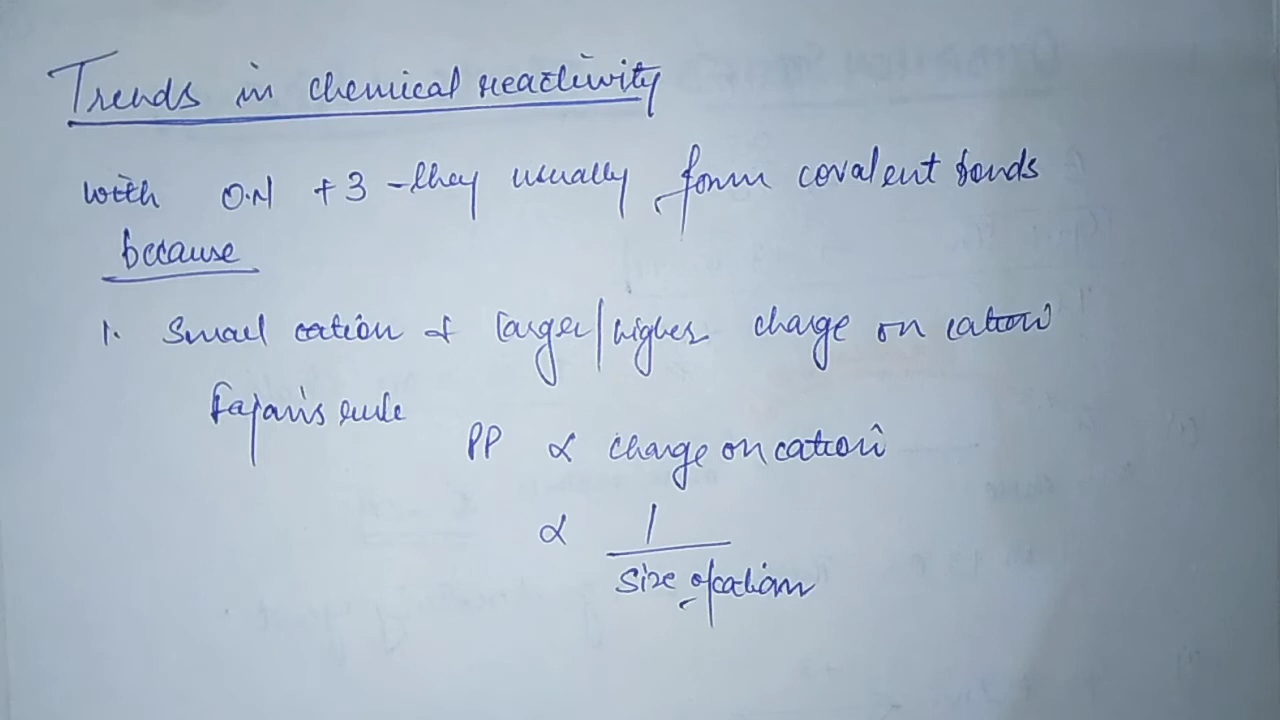 Trends in chemical reactivity
with O.N +3 they usually form covalent bonds
because
1. Small cation & larger/higher charge on cation
Fajan's rule
PP ∝ charge on cation
∝ 1
size of cation